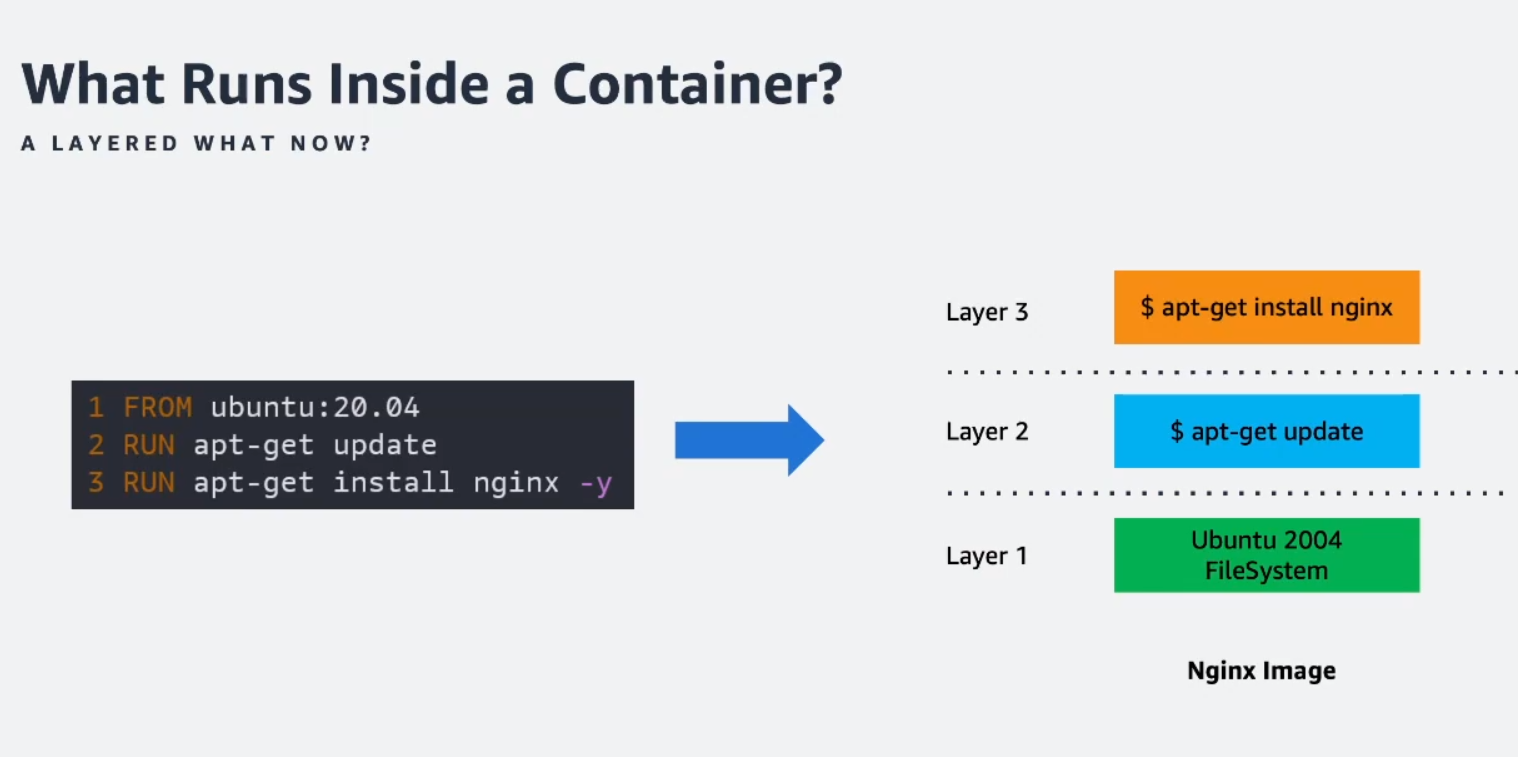 What Runs Inside a Container?
A LAYERED WHAT NOW?
1 FROM ubuntu:20.04
2 RUN apt-get update
3 RUN apt-get install nginx -y
Layer 3
$ apt-get install nginx
Layer 2
$ apt-get update
Layer 1
Ubuntu 2004
FileSystem
Nginx Image